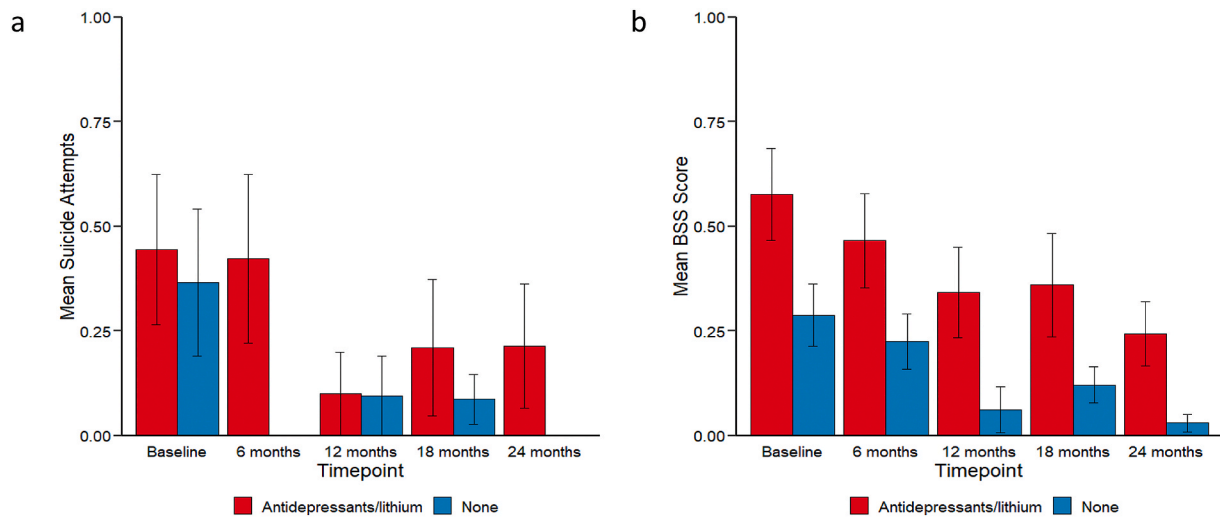 a
1.00
0.75
0.50
0.25
0.00
Mean Suicide Attempts
Baseline 6 months 12 months 18 months 24 months
Timepoint
Antidepressants/lithium None
b
1.00
0.75
0.50
0.25
0.00
Mean BSS Score
Baseline 6 months 12 months 18 months 24 months
Timepoint
Antidepressants/lithium None